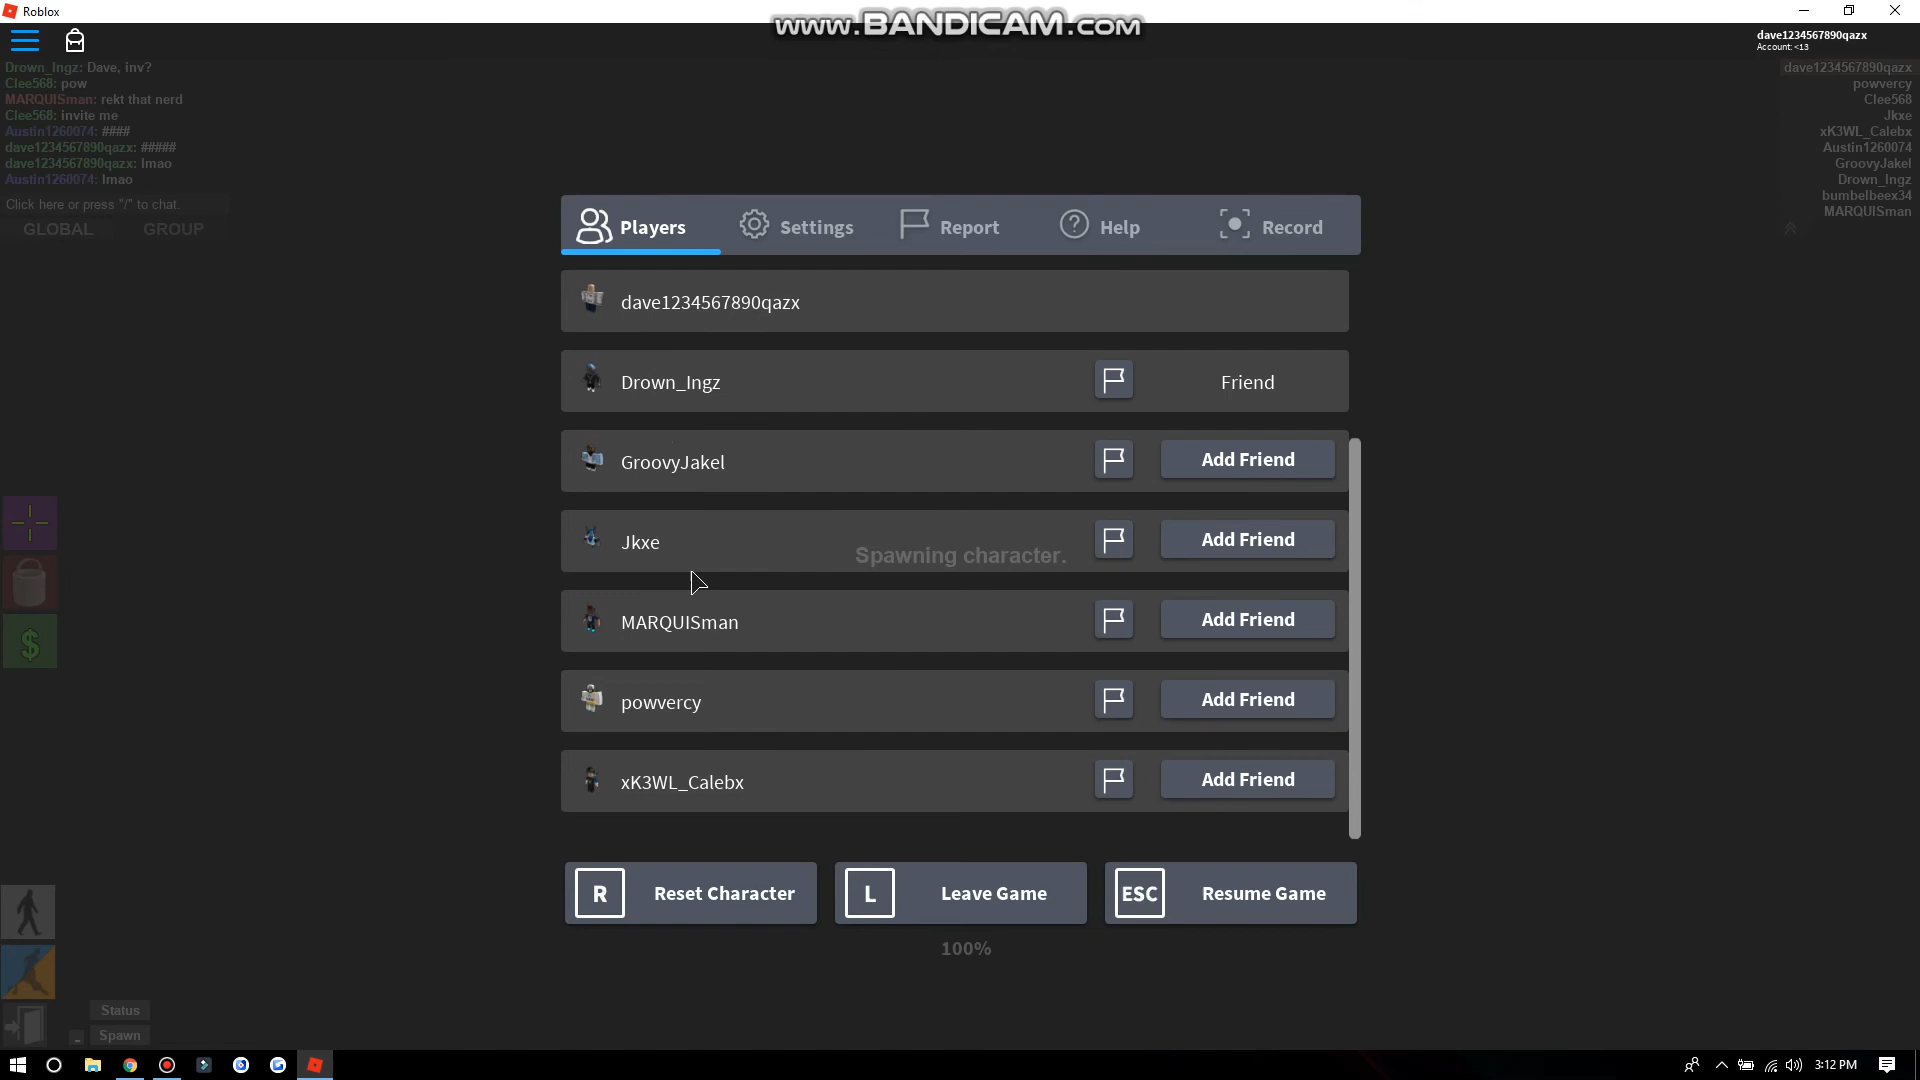 Roblox
www.BANDICAM.com
dave1234567890qazx
Account: <13
Drown_Ingz: Dave, inv?
Clee568: pow
MARQUISman: rekt that nerd
Clee568: invite me
Austin1260074: ####
dave1234567890qazx: #####
dave1234567890qazx: lmao
Austin1260074: lmao
Click here or press "/" to chat.
GLOBAL GROUP
dave1234567890qazx
powvercy
Clee568
Jkxe
xK3WL_Calebx
Austin1260074
GroovyJakel
Drown_Ingz
bumbelbeex34
MARQUISman
Players Settings Report Help Record
dave1234567890qazx
Drown_Ingz Friend
GroovyJakel Add Friend
Jkxe Add Friend
Spawning character.
MARQUISman Add Friend
powvercy Add Friend
xK3WL_Calebx Add Friend
R Reset Character L Leave Game ESC Resume Game
100%
$
Status
- Spawn
3:12 PM